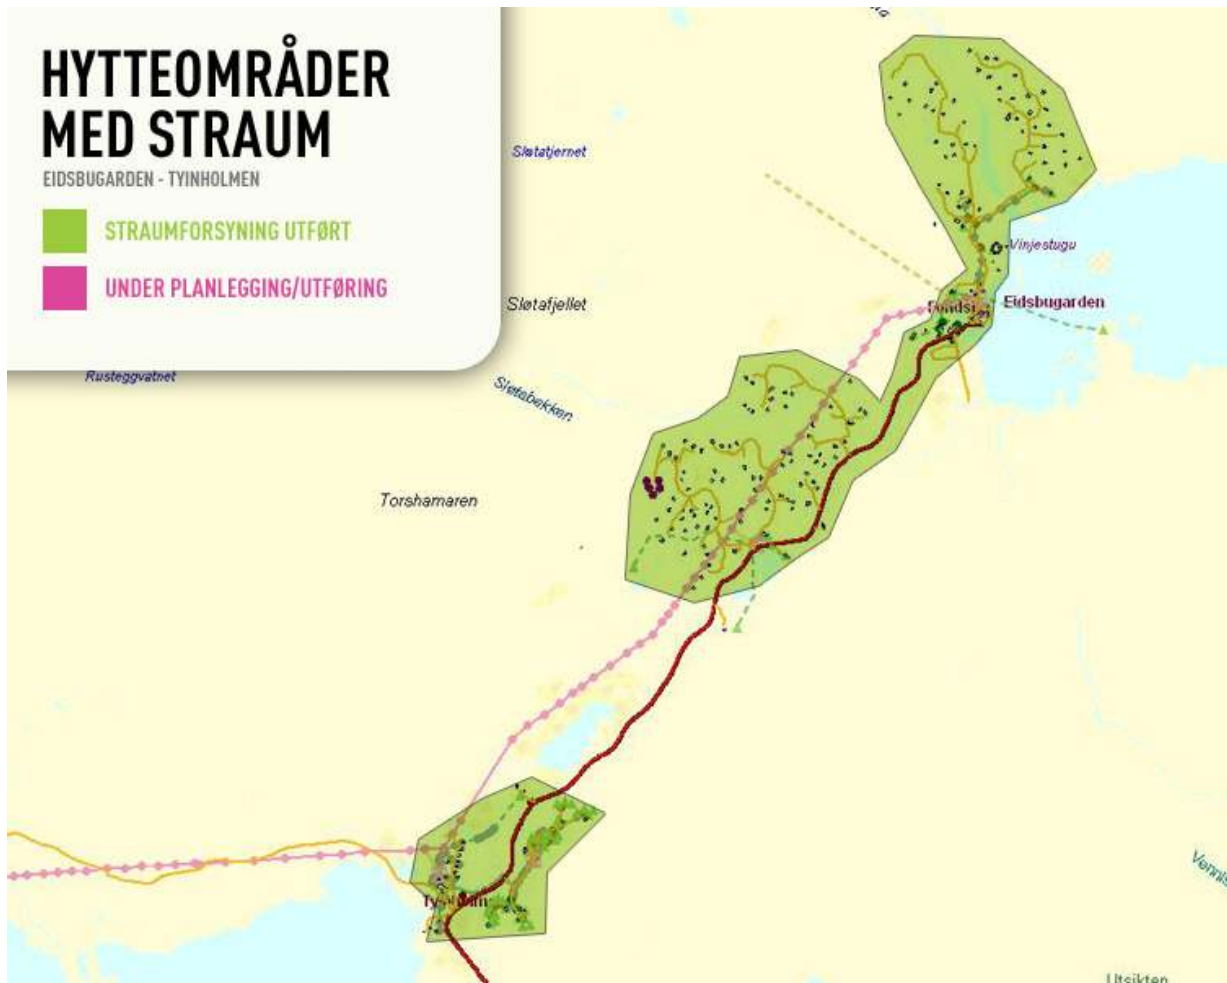 HYTTEOMRÅDER
MED STRAUM
EIDSBUGARDEN - TYINHOLMEN
STRAUMFORSYNING UTFØRT
UNDER PLANLEGGING/UTFØRING
Sløtatjernet
Vinjestugu
Sløtafjellet
Eidsbugarden
Rusteggvatnet
Sløtabekken
Torshamaren
Utsikten